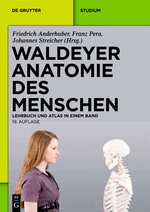 DE GRUYTER
STUDIUM
Friedrich Anderhuber, Franz Pera,
Johannes Streicher (Hrsg.)
WALDEYER
ANATOMIE
DES
MENSCHEN
LEHRBUCH UND ATLAS IN EINEM BAND
19. AUFLAGE
DE
G